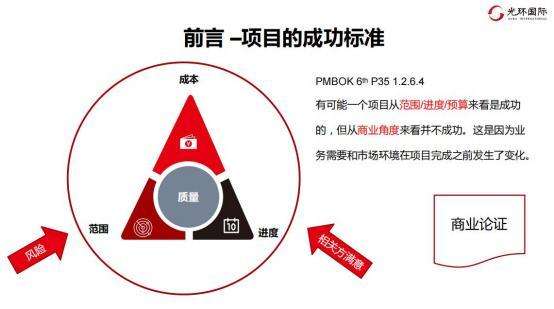 光环国际
前言 –项目的成功标准
成本
PMBOK 6th P35 1.2.6.4
有可能一个项目从范围/进度/预算来看是成功
的，但从商业角度来看并不成功。这是因为业
务需要和市场环境在项目完成之前发生了变化。
质量
范围
10
进度
风险
相关方满意
商业论证